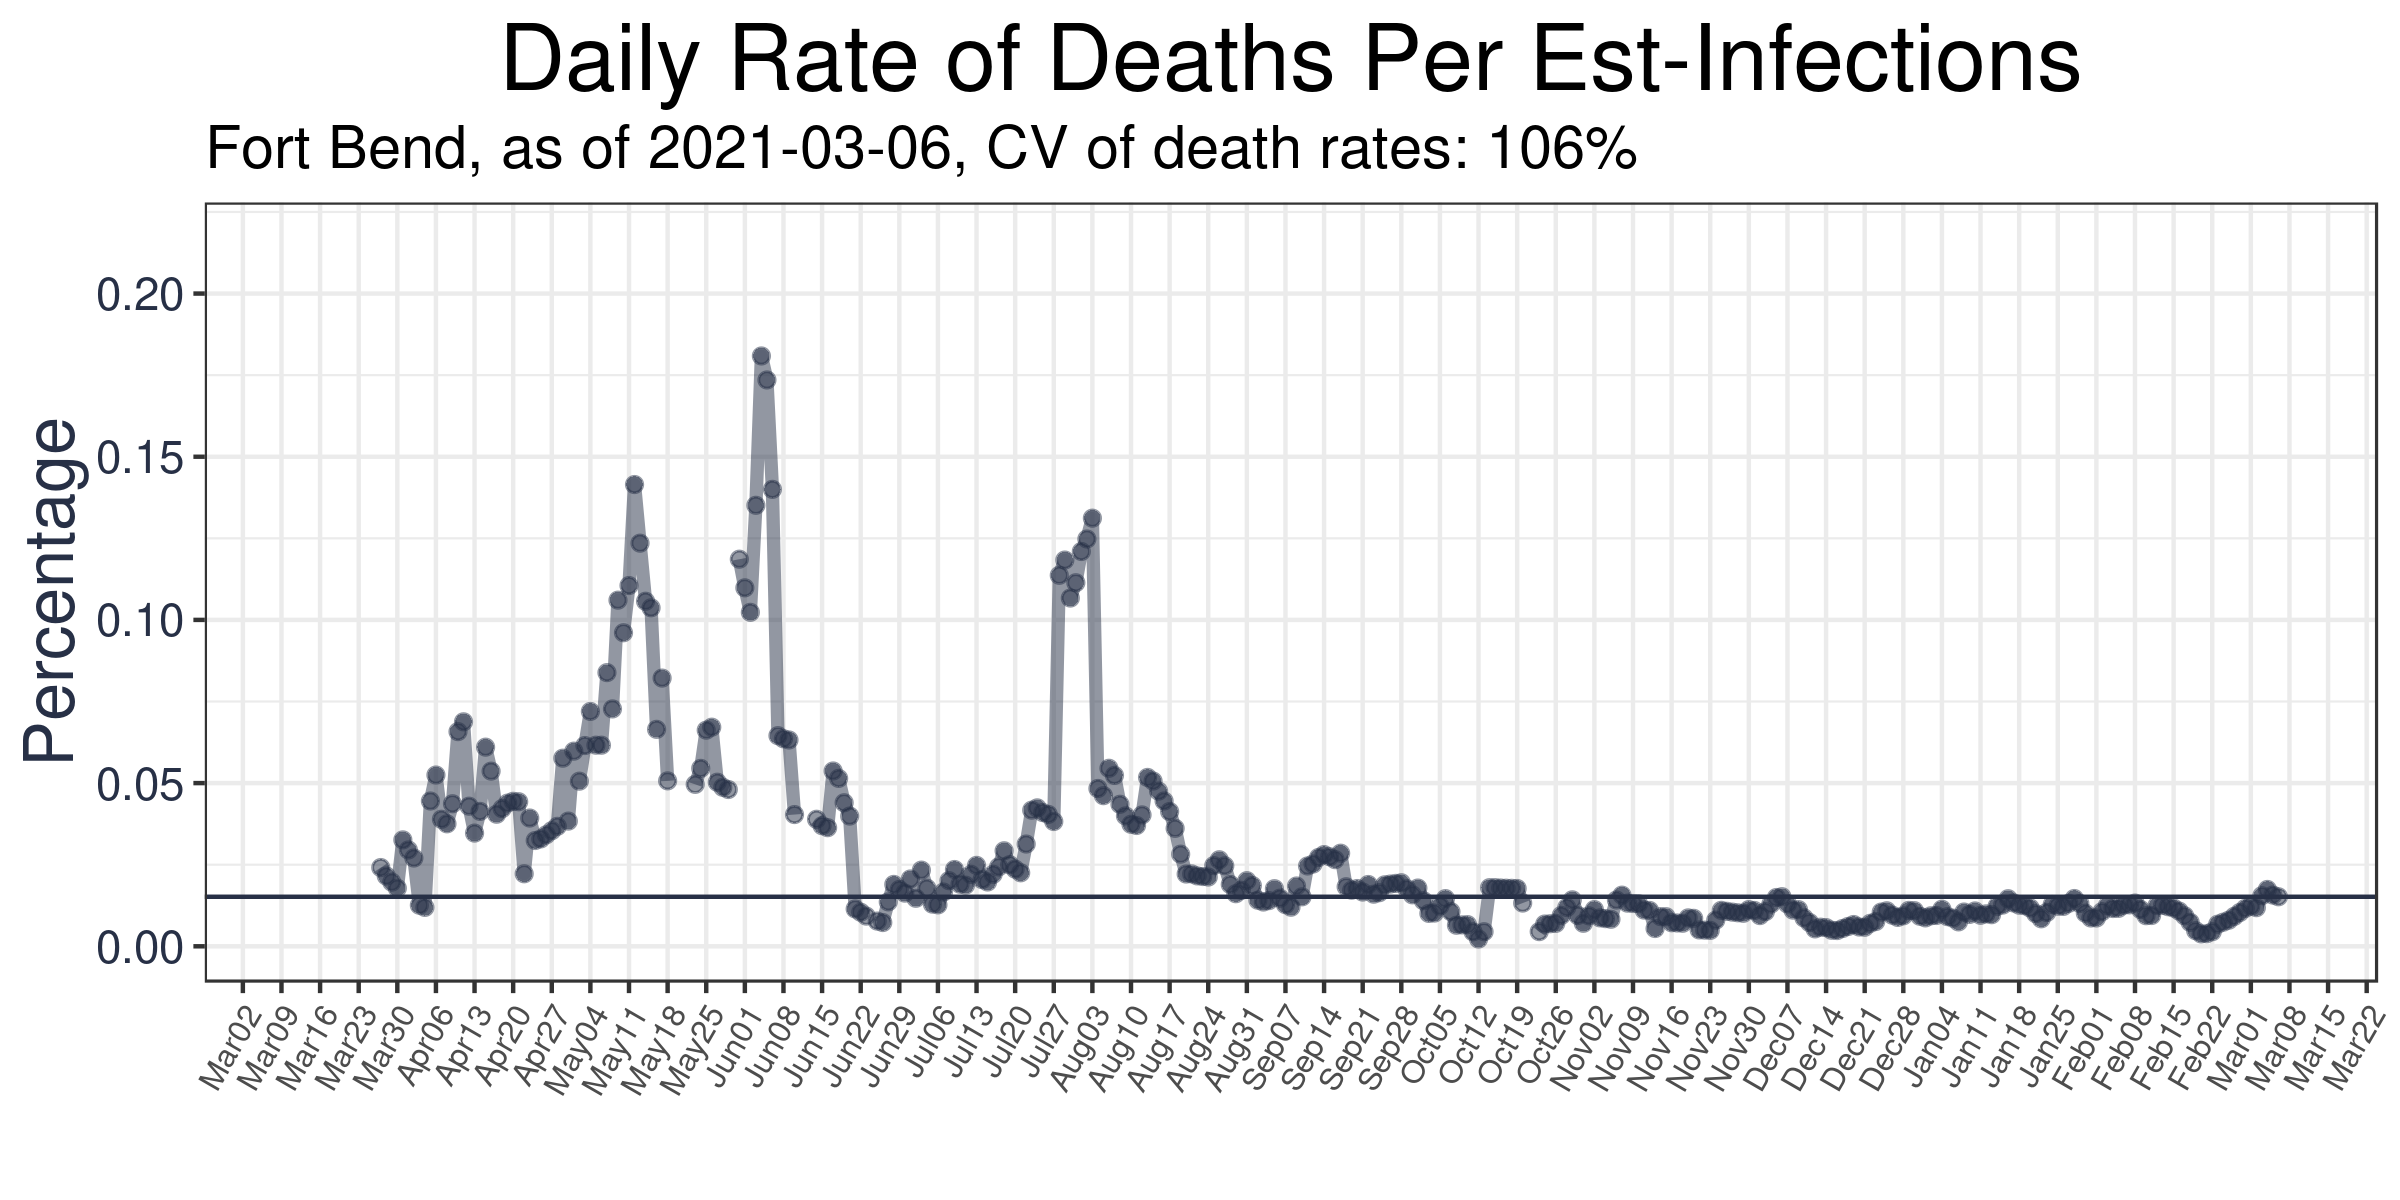 Daily Rate of Deaths Per Est-Infections
Fort Bend, as of 2021-03-06, CV of death rates: 106%
Percentage
0.20
0.15
0.10
0.05
0.00
Mar02
Mar09
Mar16
Mar23
Mar30
Apr06
Apr13
Apr20
Apr27
May04
May11
May18
May25
Jun01
Jun08
Jun15
Jun22
Jun29
Jul06
Jul13
Jul20
Jul27
Aug03
Aug10
Aug17
Aug24
Aug31
Sep07
Sep14
Sep21
Sep28
Oct05
Oct12
Oct19
Oct26
Nov02
Nov09
Nov16
Nov23
Nov30
Dec07
Dec14
Dec21
Dec28
Jan04
Jan11
Jan18
Jan25
Feb01
Feb08
Feb15
Feb22
Mar01
Mar08
Mar15
Mar22